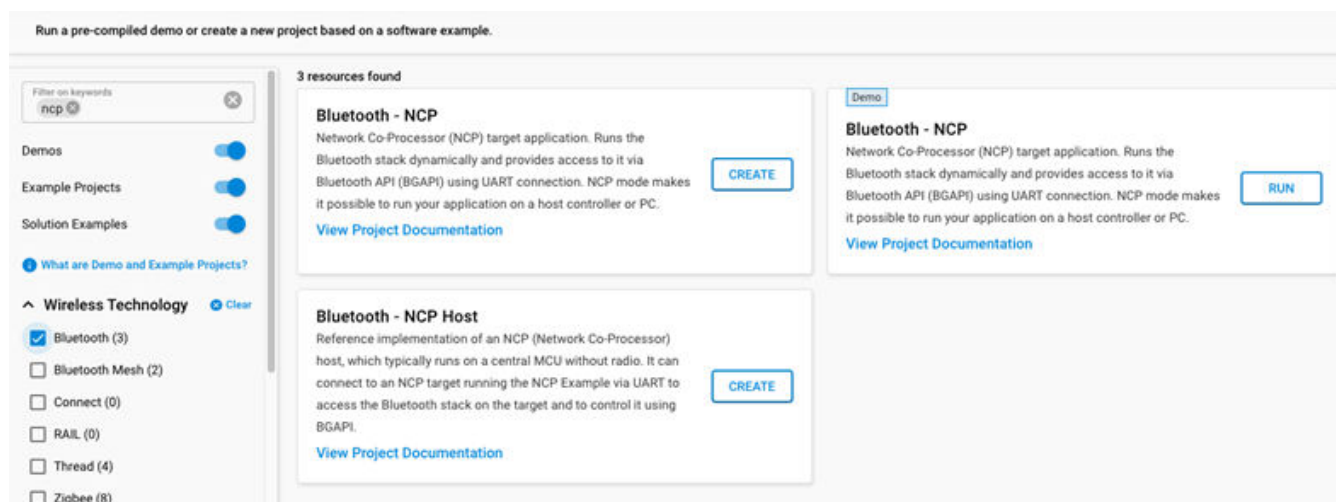 Run a pre-compiled demo or create a new project based on a software example.
Filter on keywords
ncp
Demos
Example Projects
Solution Examples
What are Demo and Example Projects?
Wireless Technology
Clear
Bluetooth (3)
Bluetooth Mesh (2)
Connect (0)
RAIL (0)
Thread (4)
Zigbee (8)
3 resources found
Bluetooth - NCP
Network Co-Processor (NCP) target application. Runs the
Bluetooth stack dynamically and provides access to it via
Bluetooth API (BGAPI) using UART connection. NCP mode makes
it possible to run your application on a host controller or PC.
View Project Documentation
CREATE
Demo
Bluetooth - NCP
Network Co-Processor (NCP) target application. Runs the
Bluetooth stack dynamically and provides access to it via
Bluetooth API (BGAPI) using UART connection. NCP mode makes
it possible to run your application on a host controller or PC.
View Project Documentation
RUN
Bluetooth - NCP Host
Reference implementation of an NCP (Network Co-Processor)
host, which typically runs on a central MCU without radio. It can
connect to an NCP target running the NCP Example via UART to
access the Bluetooth stack on the target and to control it using
BGAPI.
View Project Documentation
CREATE